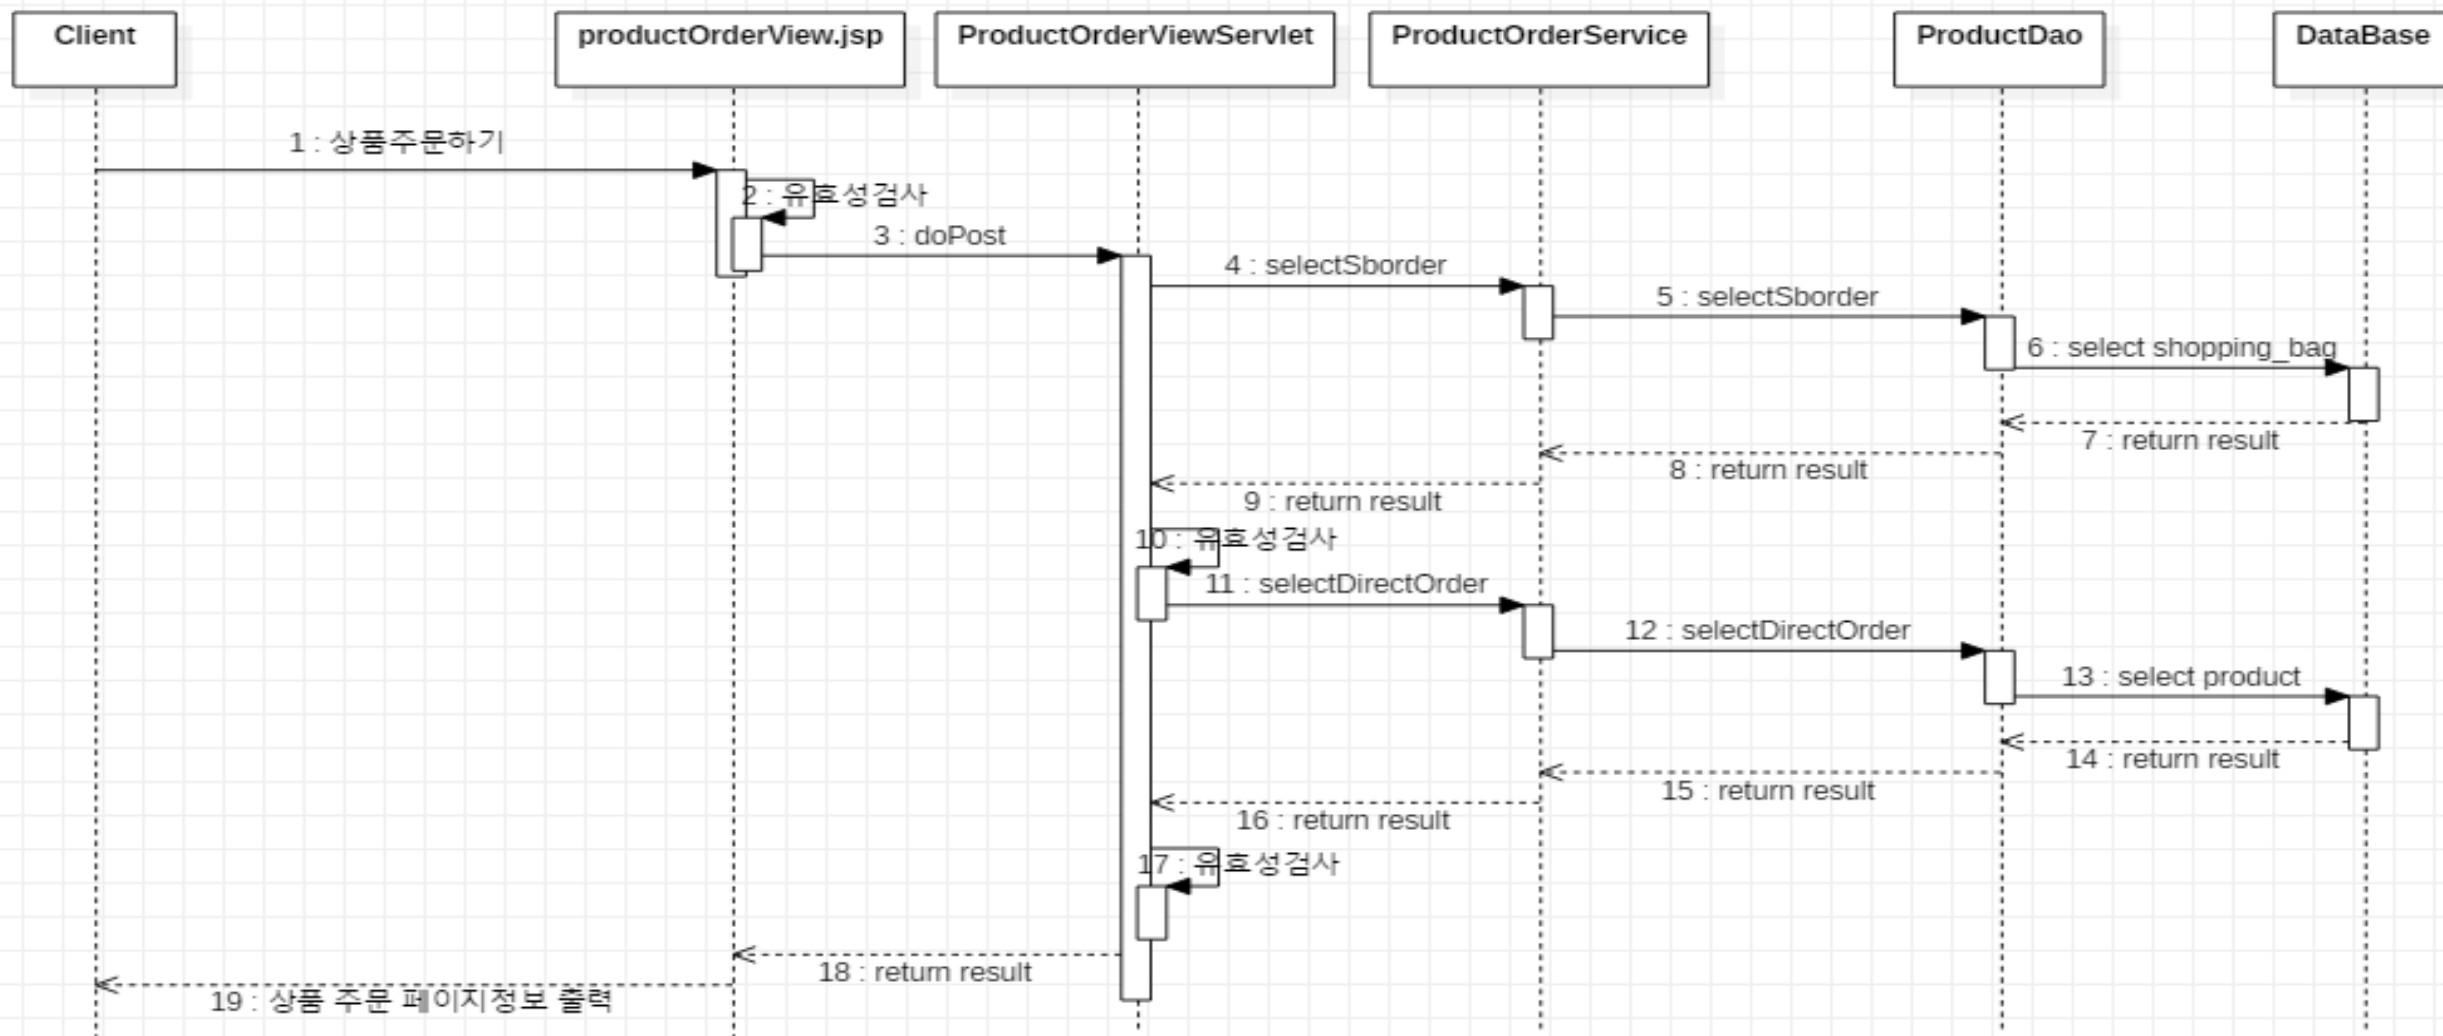 Client
productOrderView.jsp
ProductOrderViewServlet
ProductOrderService
ProductDao
DataBase
1 : 상품주문하기
2 : 유효성검사
3 : doPost
4 : selectSborder
5 : selectSborder
6 : select shopping_bag
7 : return result
8 : return result
9 : return result
10 : 유효성검사
11 : selectDirectOrder
12 : selectDirectOrder
13 : select product
14 : return result
15 : return result
16 : return result
17 : 유효성검사
18 : return result
19 : 상품 주문 페이지정보 출력